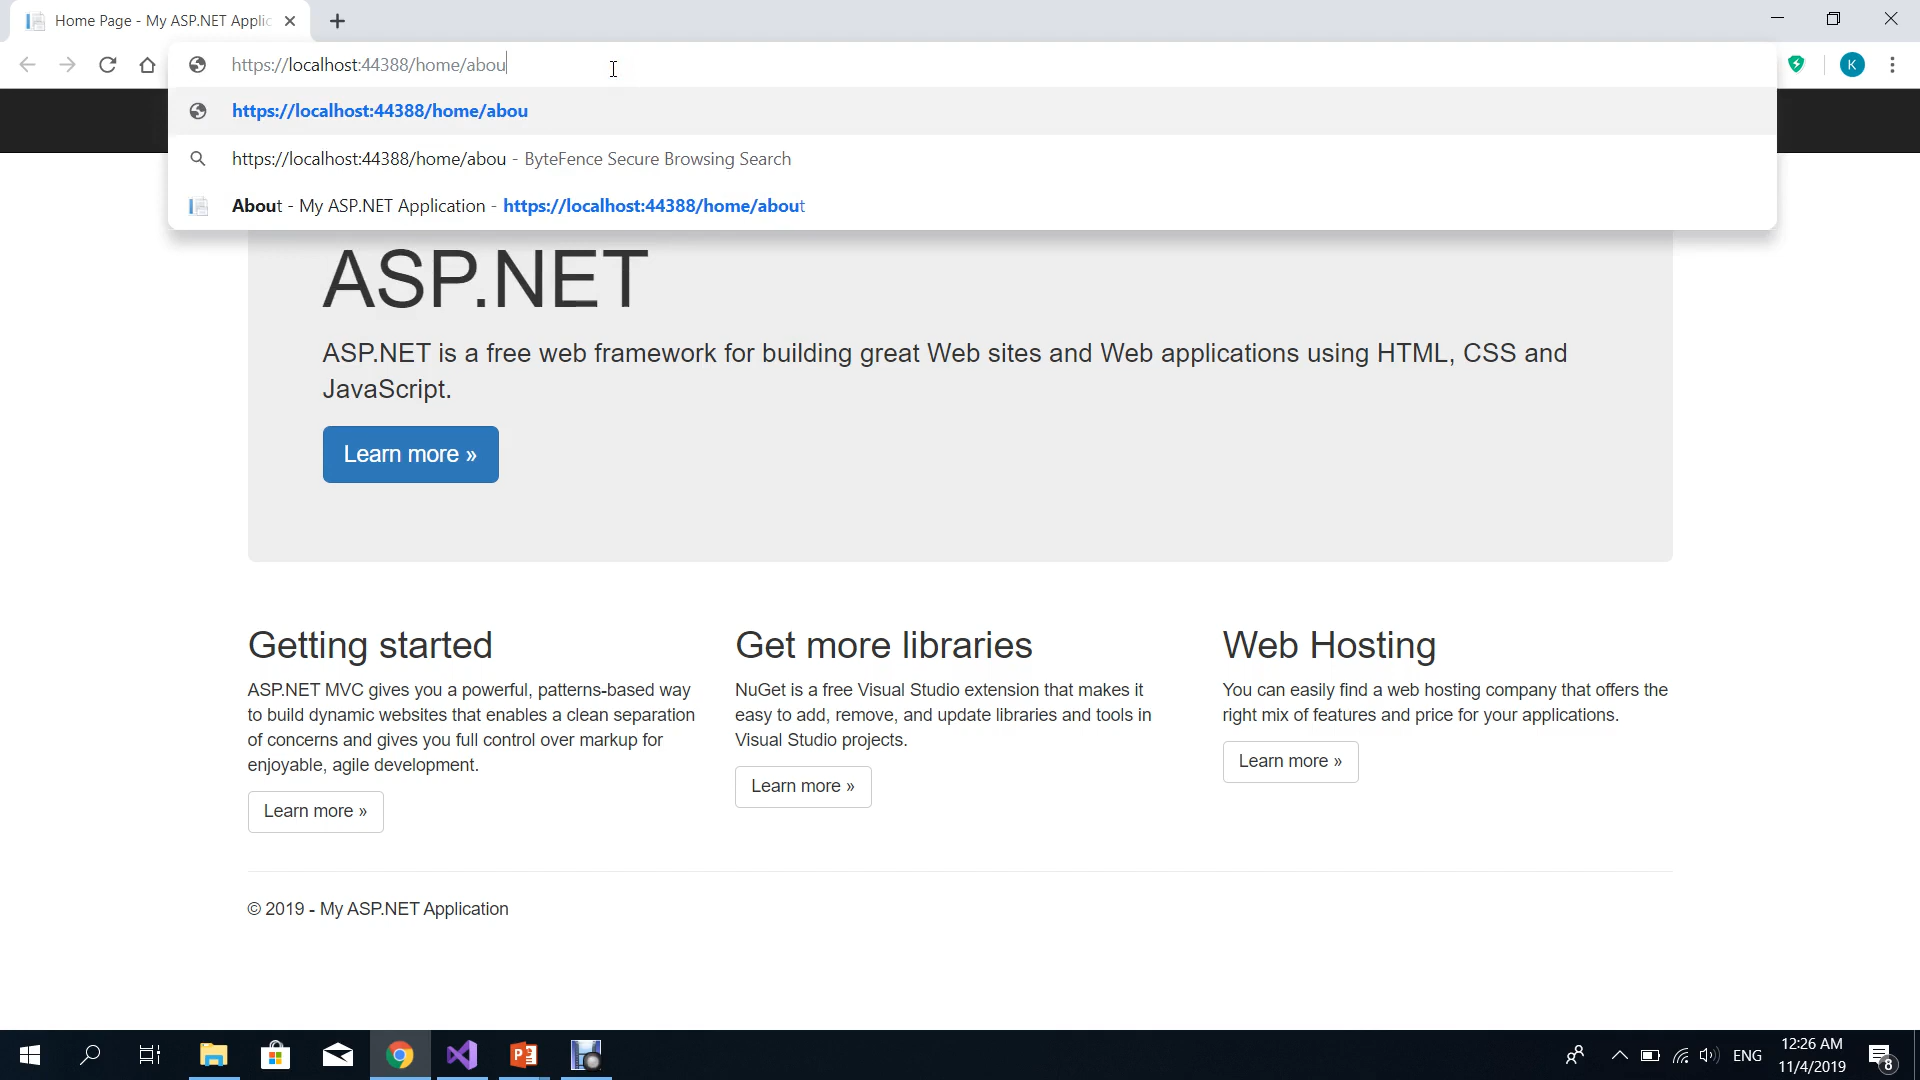 Home Page - My ASP.NET Applic
https://localhost:44388/home/abou
K
https://localhost:44388/home/abou
https://localhost:44388/home/abou - ByteFence Secure Browsing Search
About - My ASP.NET Application - https://localhost:44388/home/about
ASP.NET
ASP.NET is a free web framework for building great Web sites and Web applications using HTML, CSS and
JavaScript.
Learn more »
Getting started
ASP.NET MVC gives you a powerful, patterns-based way
to build dynamic websites that enables a clean separation
of concerns and gives you full control over markup for
enjoyable, agile development.
Learn more »
Get more libraries
NuGet is a free Visual Studio extension that makes it
easy to add, remove, and update libraries and tools in
Visual Studio projects.
Learn more »
Web Hosting
You can easily find a web hosting company that offers the
right mix of features and price for your applications.
Learn more »
© 2019 - My ASP.NET Application
ENG
12:26 AM
11/4/2019
8